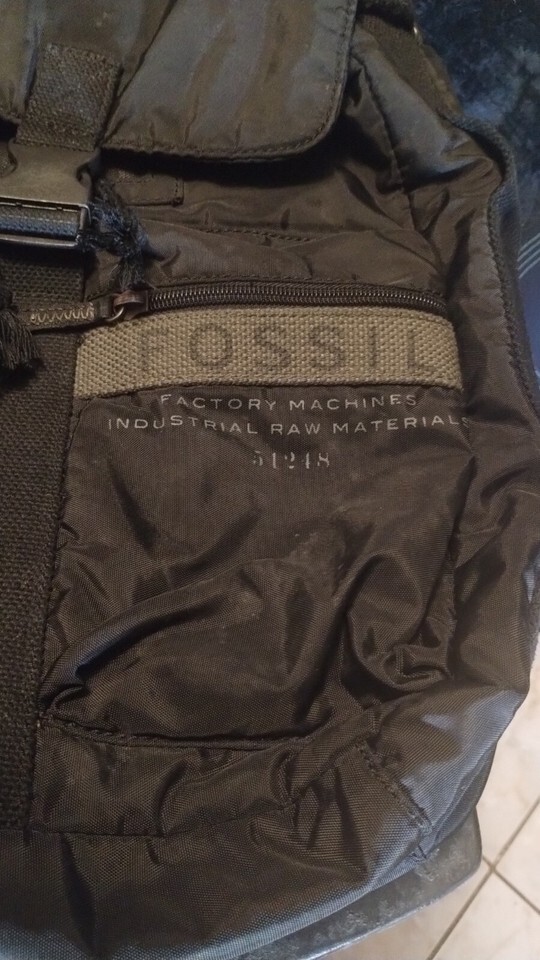 FOSSIL
FACTORY MACHINES
INDUSTRIAL RAW MATERIALS
51248